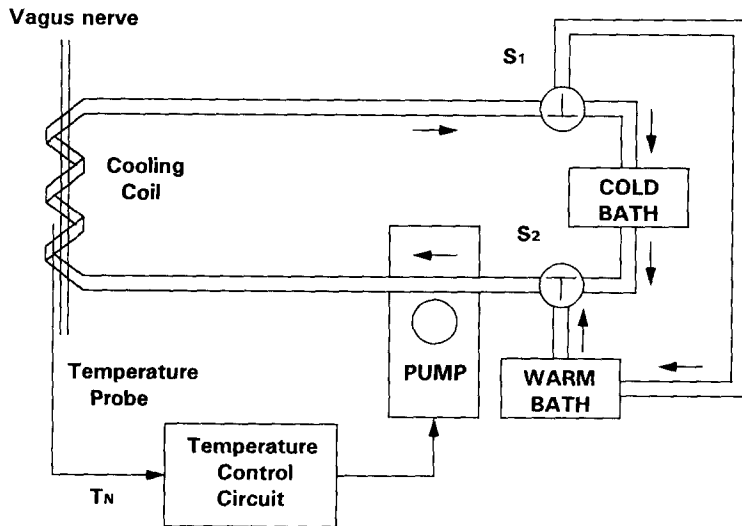 Vagus nerve
S1
Cooling
Coil
COLD
BATH
S2
Temperature
Probe
PUMP
WARM
BATH
Temperature
Control
Circuit
TN